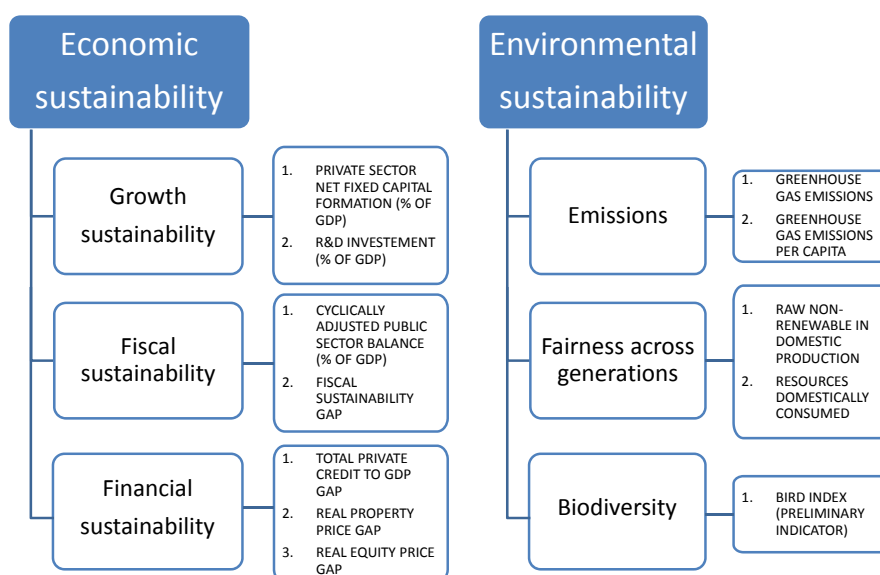 Economic
sustainability
Growth
sustainability
1. PRIVATE SECTOR
NET FIXED CAPITAL
FORMATION (% OF
GDP)
2. R&D INVESTEMENT
(% OF GDP)
Fiscal
sustainability
1. CYCLICALLY
ADJUSTED PUBLIC
SECTOR BALANCE
(% OF GDP)
2. FISCAL
SUSTAINABILITY
GAP
Financial
sustainability
1. TOTAL PRIVATE
CREDIT TO GDP
GAP
2. REAL PROPERTY
PRICE GAP
3. REAL EQUITY PRICE
GAP
Environmental
sustainability
Emissions
1. GREENHOUSE
GAS EMISSIONS
2. GREENHOUSE
GAS EMISSIONS
PER CAPITA
Fairness across
generations
1. RAW NON-
RENEWABLE IN
DOMESTIC
PRODUCTION
2. RESOURCES
DOMESTICALLY
CONSUMED
Biodiversity
1. BIRD INDEX
(PRELIMINARY
INDICATOR)